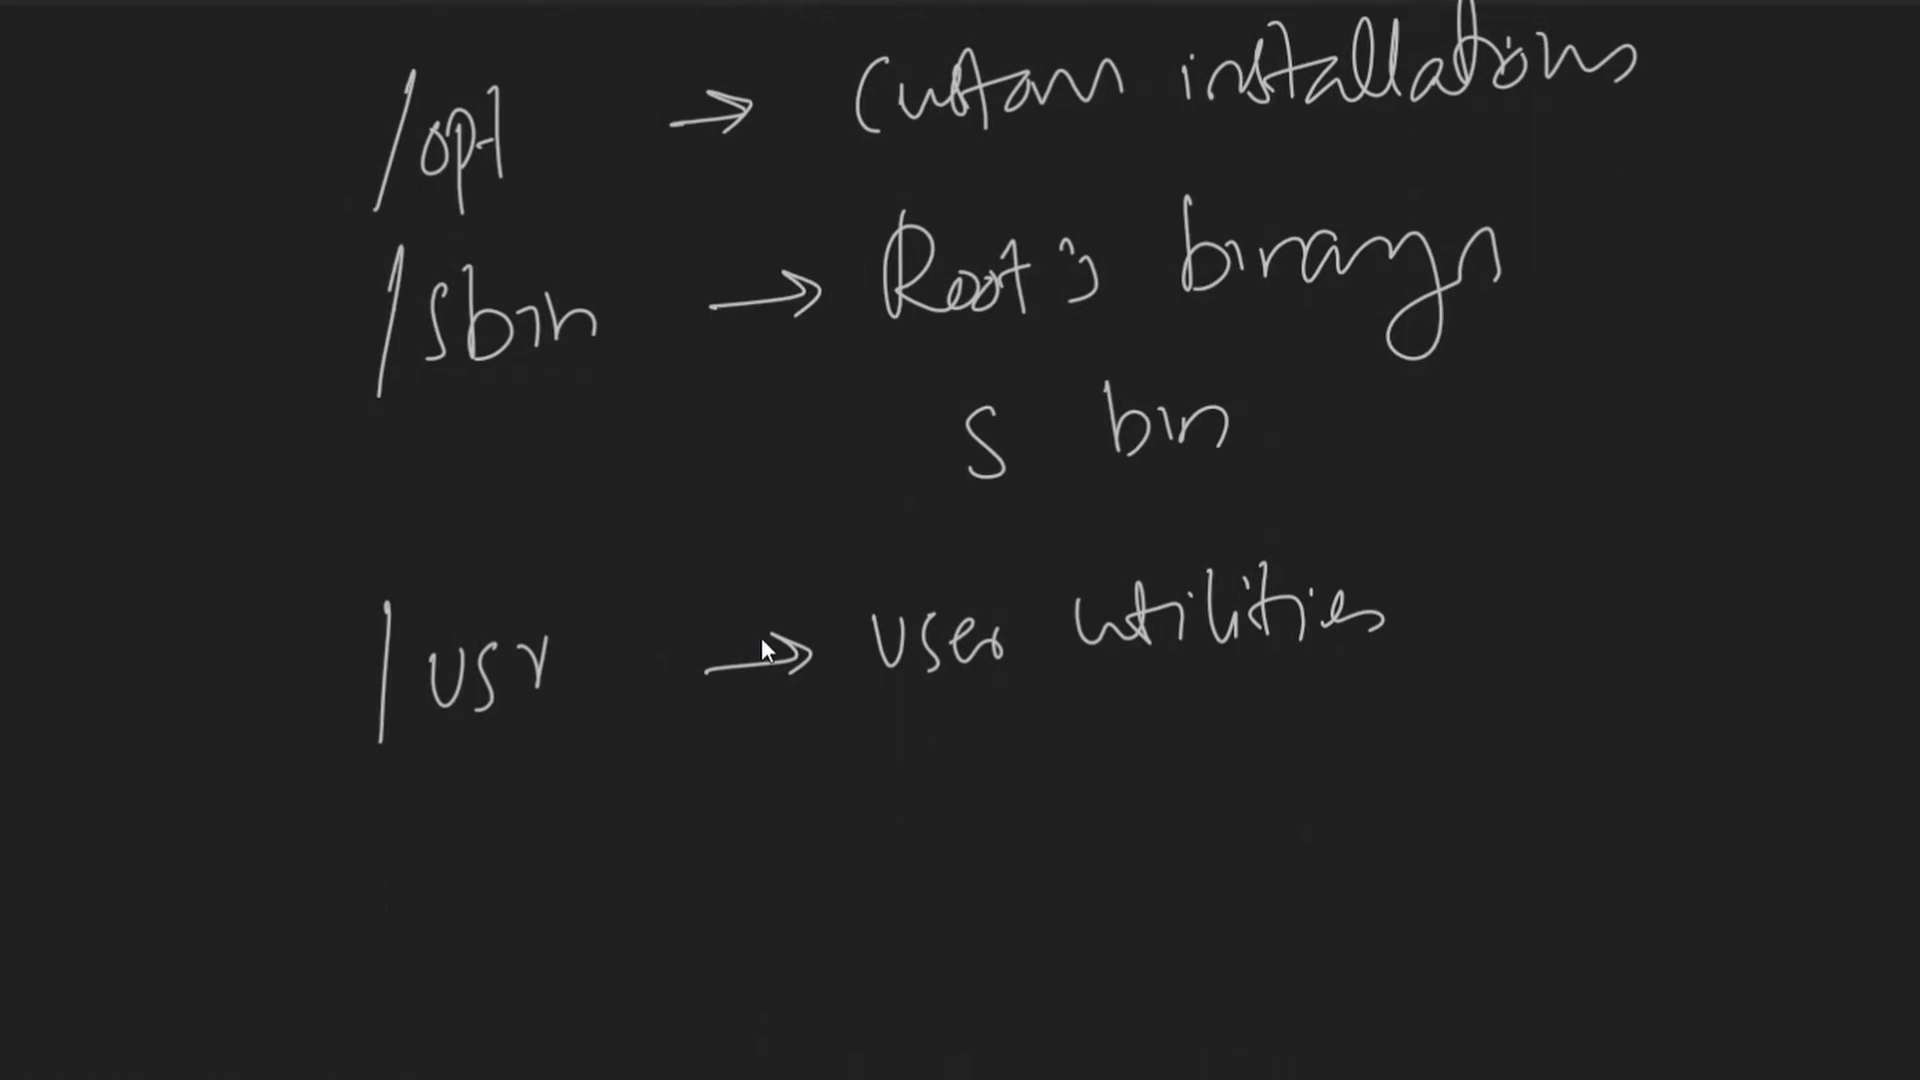 /opt → Custom installations
/sbin → Root's binarys
s bin
/usr → user utilities